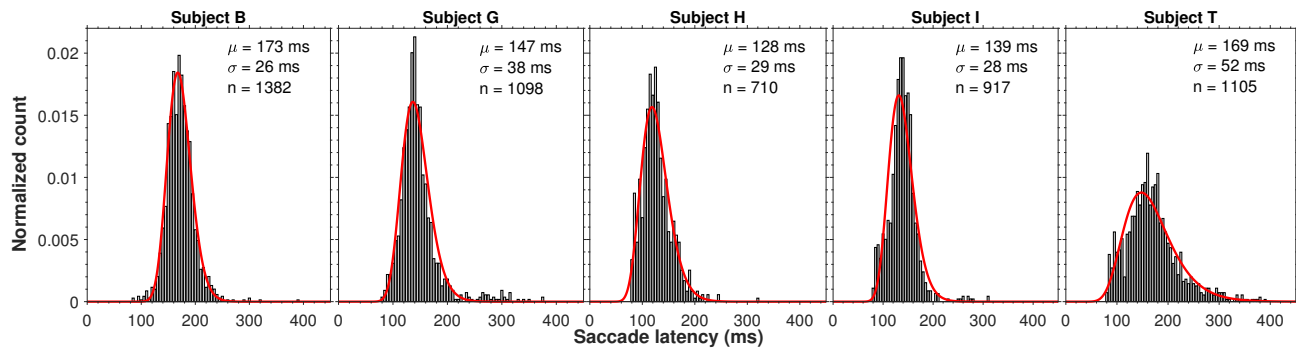 Subject B
Subject G
Subject H
Subject I
Subject T
μ = 173 ms
σ = 26 ms
n = 1382
μ = 147 ms
σ = 38 ms
n = 1098
μ = 128 ms
σ = 29 ms
n = 710
μ = 139 ms
σ = 28 ms
n = 917
μ = 169 ms
σ = 52 ms
n = 1105
Normalized count
0.02
0.015
0.01
0.005
0
0 100 200 300 400
0 100 200 300 400
0 100 200 300 400
0 100 200 300 400
0 100 200 300 400
Saccade latency (ms)